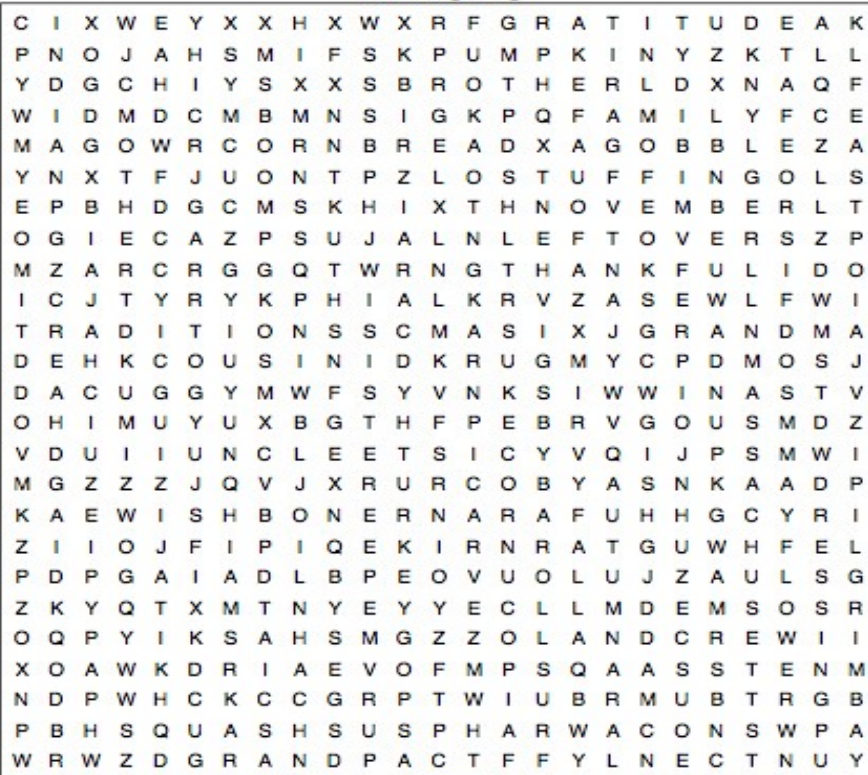 C I X W E Y X X H X W X R F G R A T I T U D E A K
P N O J A H S M I F S K P U M P K I N Y Z K T L L
Y D G C H I Y S X X S B R O T H E R L D X N A Q F
W I D M D C M B M N S I G K P Q F A M I L Y F C E
M A G O W R C O R N B R E A D X A G O B B L E Z A
Y N X T F J U O N T P Z L O S T U F F I N G O L S
E P B H D G C M S K H I X T H N O V E M B E R L T
O G I E C A Z P S U J A L N L E F T O V E R S Z P
M Z A R C R G G Q T W R N G T H A N K F U L I D O
I C J T Y R Y K P H I A L K R V Z A S E W L F W I
T R A D I T I O N S S C M A S I X J G R A N D M A
D E H K C O U S I N I D K R U G M Y C P D M O S J
D A C U G G Y M W F S Y V N K S I W W I N A S T V
O H I M U Y U X B G T H F P E B R V G O U S M D Z
V D U I I U N C L E E T S I C Y V Q I J P S M W I
M G Z Z Z J Q V J X R U R C O B Y A S N K A A D P
K A E W I S H B O N E R N A R A F U H H G C Y R I
Z I I O J F I P I Q E K I R N R A T G U W H F E L
P D P G A I A D L B P E O V U O L U J Z A U L S G
Z K Y Q T X M T N Y E Y Y E C L L M D E M S O S R
O Q P Y I K S A H S M G Z Z O L A N D C R E W I I
X O A W K D R I A E V O F M P S Q A A S S T E N M
N D P W H C K C C G R P T W I U B R M U B T R G B
P B H S Q U A S H S U S P H A R W A C O N S W P A
W R W Z D G R A N D P A C T F F Y L N E C T N U Y